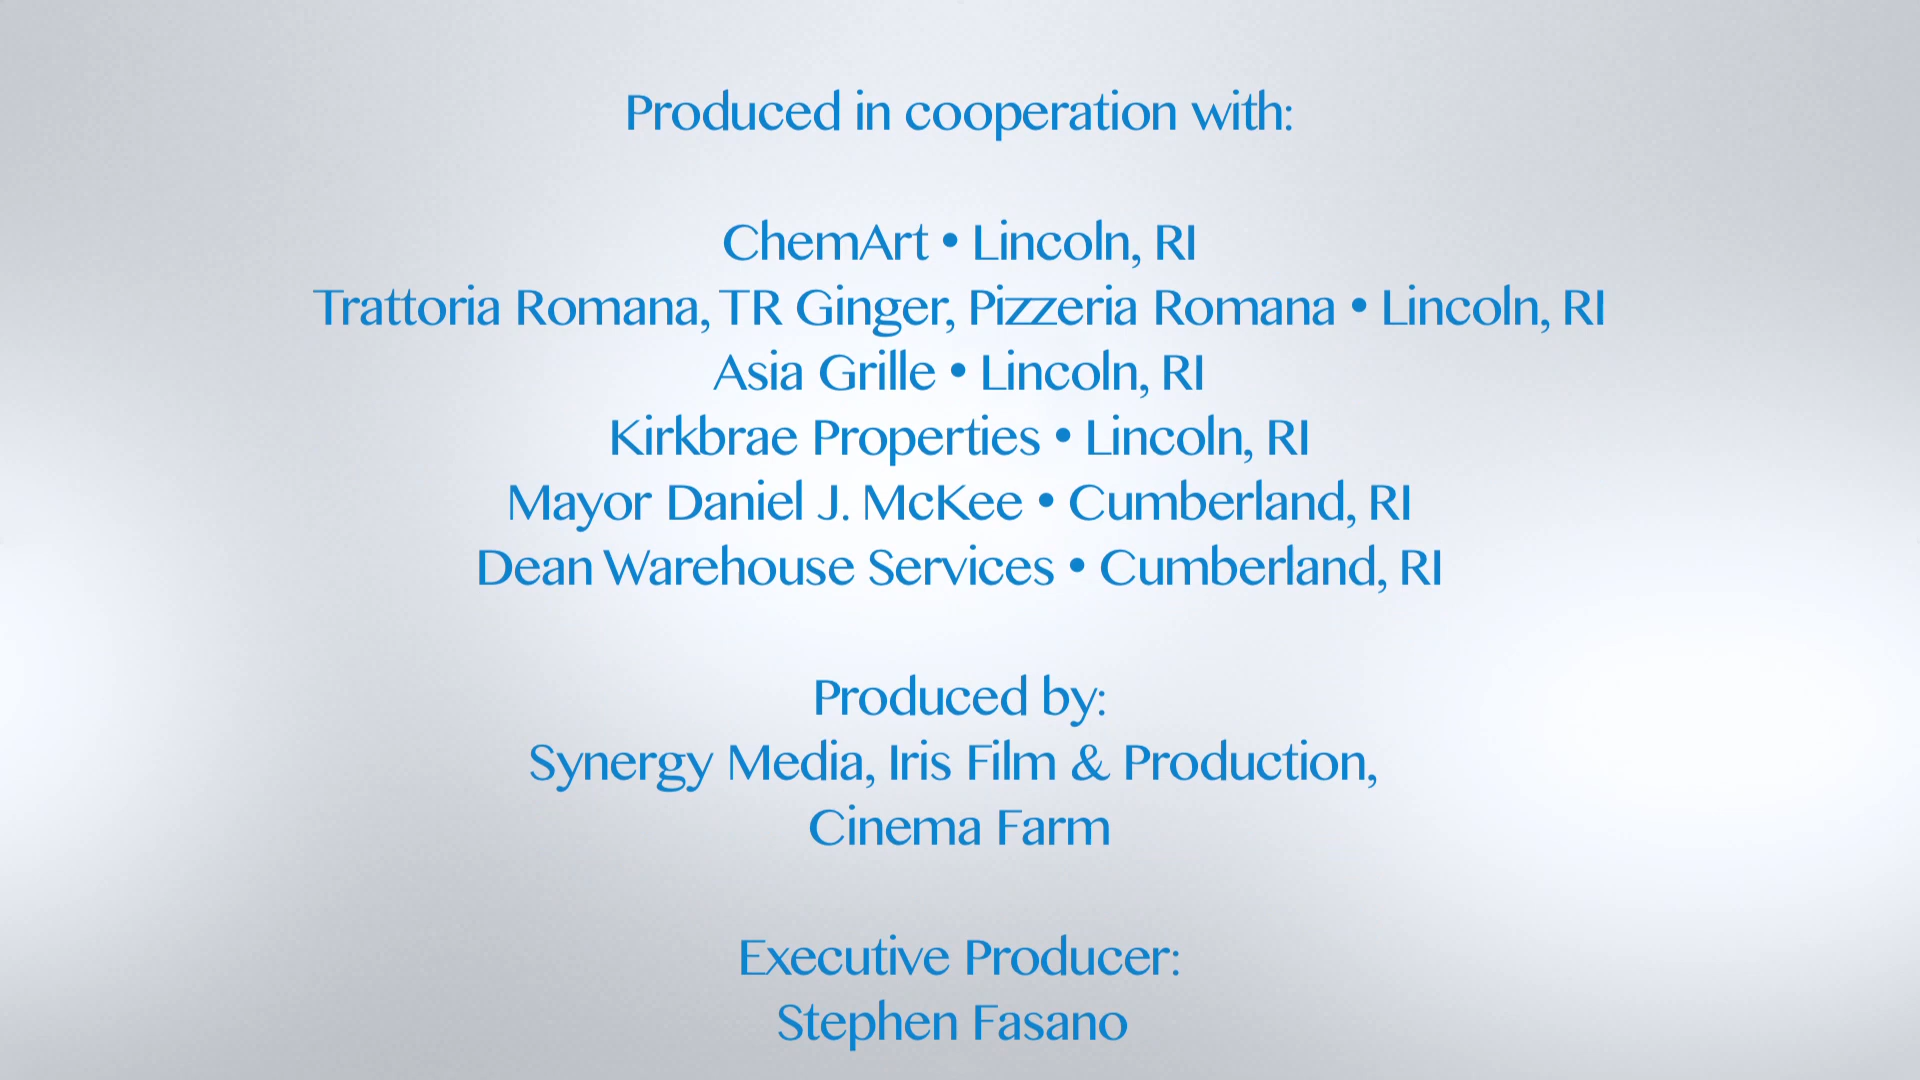 Produced in cooperation with:
ChemArt • Lincoln, RI
Trattoria Romana, TR Ginger, Pizzeria Romana • Lincoln, RI
Asia Grille • Lincoln, RI
Kirkbrae Properties • Lincoln, RI
Mayor Daniel J. McKee • Cumberland, RI
Dean Warehouse Services • Cumberland, RI
Produced by:
Synergy Media, Iris Film & Production,
Cinema Farm
Executive Producer:
Stephen Fasano